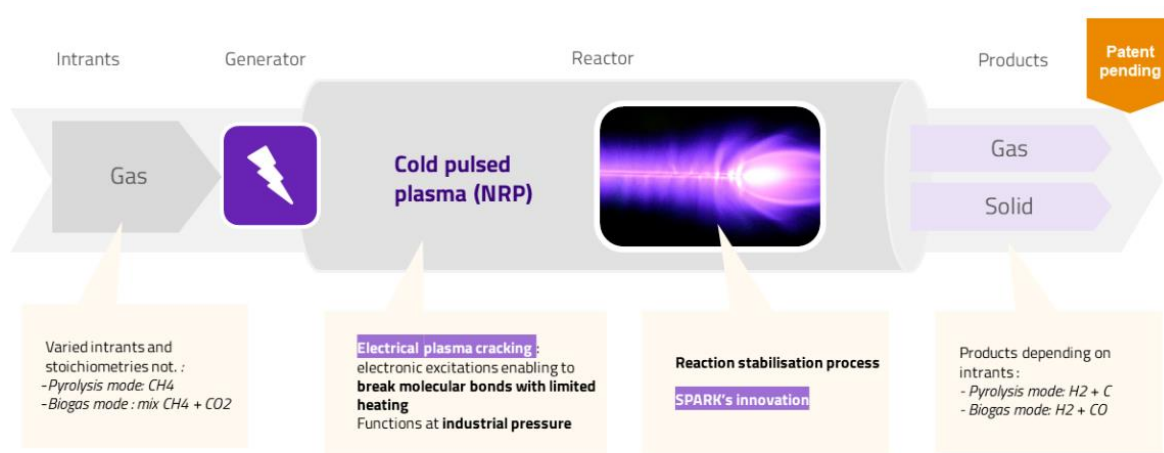 Intrants
Generator
Reactor
Products
Patent
pending
Gas
Cold pulsed
plasma (NRP)
Gas
Solid
Varied intrants and
stoichiometries not. :
-Pyrolysis mode: CH4
-Biogas mode : mix CH4 + CO2
Electrical plasma cracking :
electronic excitations enabling to
break molecular bonds with limited
heating
Functions at industrial pressure
Reaction stabilisation process
SPARK's innovation
Products depending on
intrants :
- Pyrolysis mode: H2 + C
- Biogas mode: H2 + CO